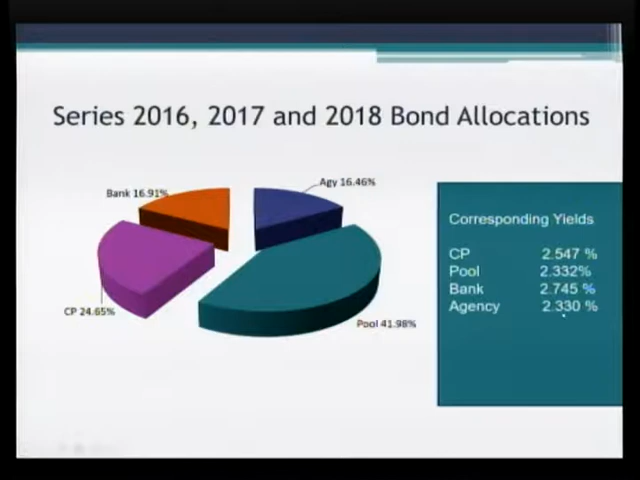 Series 2016, 2017 and 2018 Bond Allocations
Bank 16.91%
Agy 16.46%
CP 24.65%
Pool 41.98%
Corresponding Yields
CP 2.547 %
Pool 2.332%
Bank 2.745 %
Agency 2.330 %